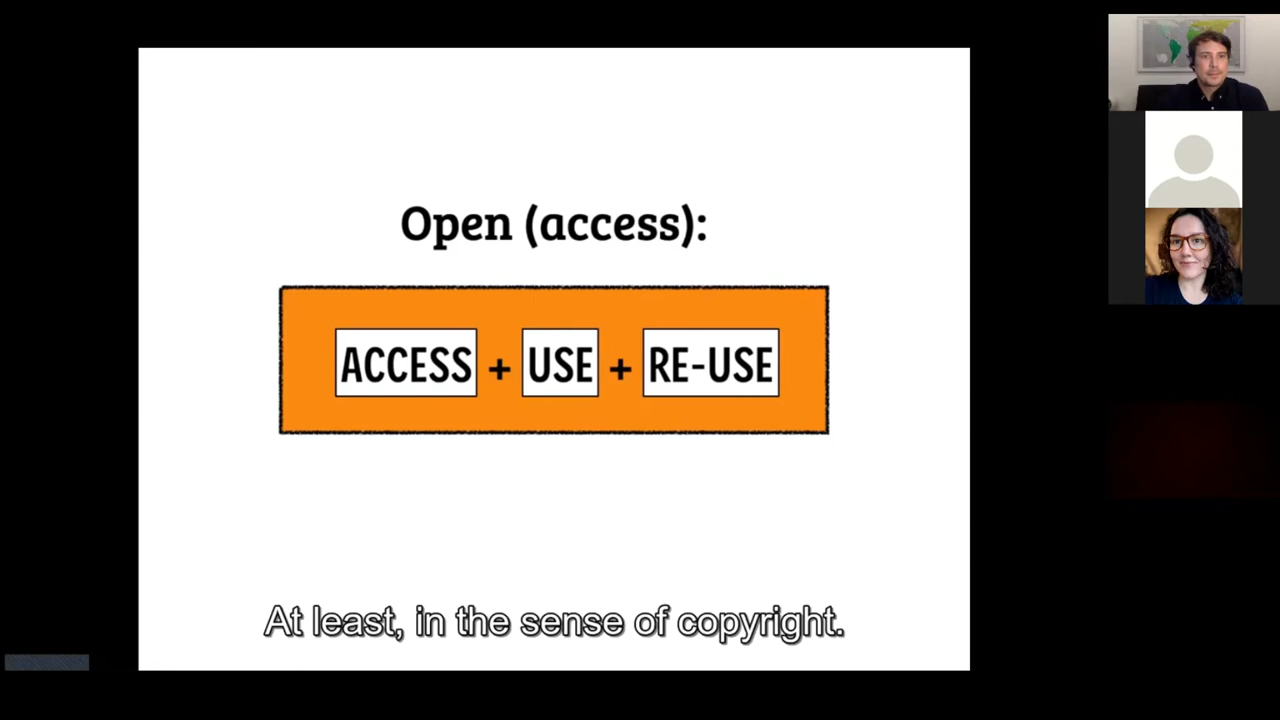 Open (access):
ACCESS + USE + RE-USE
At least, in the sense of copyright.